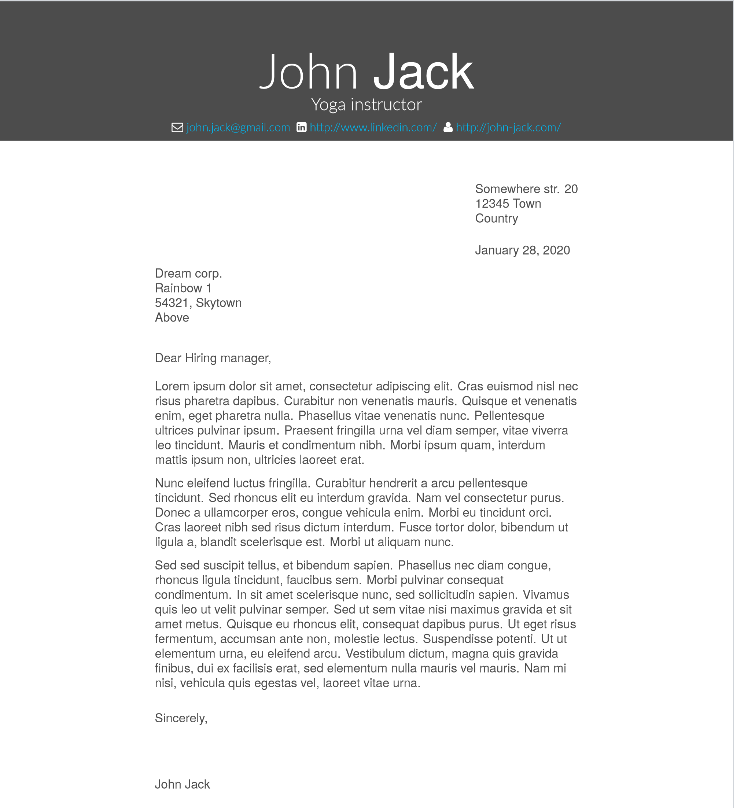 John Jack
Yoga instructor
john.jack@gmail.com http://www.linkedin.com/ http://john-jack.com/
Somewhere str. 20
12345 Town
Country
January 28, 2020
Dream corp.
Rainbow 1
54321, Skytown
Above
Dear Hiring manager,
Lorem ipsum dolor sit amet, consectetur adipiscing elit. Cras euismod nisl nec
risus pharetra dapibus. Curabitur non venenatis mauris. Quisque et venenatis
enim, eget pharetra nulla. Phasellus vitae venenatis nunc. Pellentesque
ultrices pulvinar ipsum. Praesent fringilla urna vel diam semper, vitae viverra
leo tincidunt. Mauris et condimentum nibh. Morbi ipsum quam, interdum
mattis ipsum non, ultricies laoreet erat.
Nunc eleifend luctus fringilla. Curabitur hendrerit a arcu pellentesque
tincidunt. Sed rhoncus elit eu interdum gravida. Nam vel consectetur purus.
Donec a ullamcorper eros, congue vehicula enim. Morbi eu tincidunt orci.
Cras laoreet nibh sed risus dictum interdum. Fusce tortor dolor, bibendum ut
ligula a, blandit scelerisque est. Morbi ut aliquam nunc.
Sed sed suscipit tellus, et bibendum sapien. Phasellus nec diam congue,
rhoncus ligula tincidunt, faucibus sem. Morbi pulvinar consequat
condimentum. In sit amet scelerisque nunc, sed sollicitudin sapien. Vivamus
quis leo ut velit pulvinar semper. Sed ut sem vitae nisi maximus gravida et sit
amet metus. Quisque eu rhoncus elit, consequat dapibus purus. Ut eget risus
fermentum, accumsan ante non, molestie lectus. Suspendisse potenti. Ut ut
elementum urna, eu eleifend arcu. Vestibulum dictum, magna quis gravida
finibus, dui ex facilisis erat, sed elementum nulla mauris vel mauris. Nam mi
nisi, vehicula quis egestas vel, laoreet vitae urna.
Sincerely,
John Jack